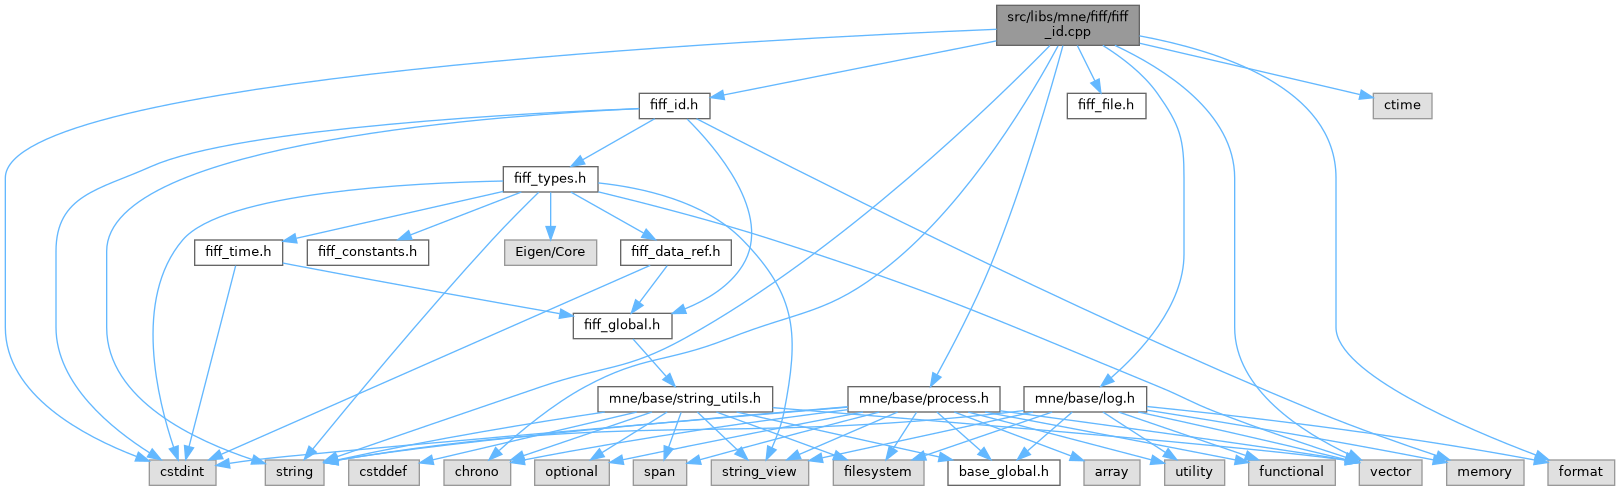 src/libs/mne/fiff/fiff
_id.cpp
fiff_id.h
fiff_file.h
ctime
fiff_types.h
fiff_time.h
fiff_constants.h
Eigen/Core
fiff_data_ref.h
fiff_global.h
mne/base/string_utils.h
mne/base/process.h
mne/base/log.h
cstdint
string
cstddef
chrono
optional
span
string_view
filesystem
base_global.h
array
utility
functional
vector
memory
format